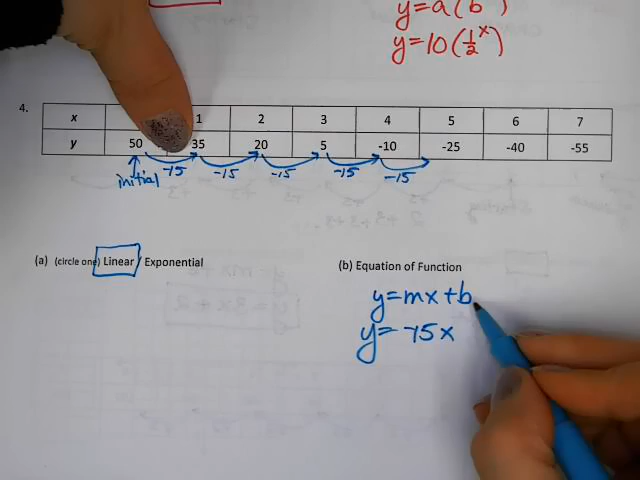 y=a(b )
y=10(½ˣ)
4.
x 1 2 3 4 5 6 7
y 50 35 20 5 -10 -25 -40 -55
initial -15 -15 -15 -15 -15
(a) (circle one) Linear / Exponential
(b) Equation of Function
y=mx+b
y=-15x